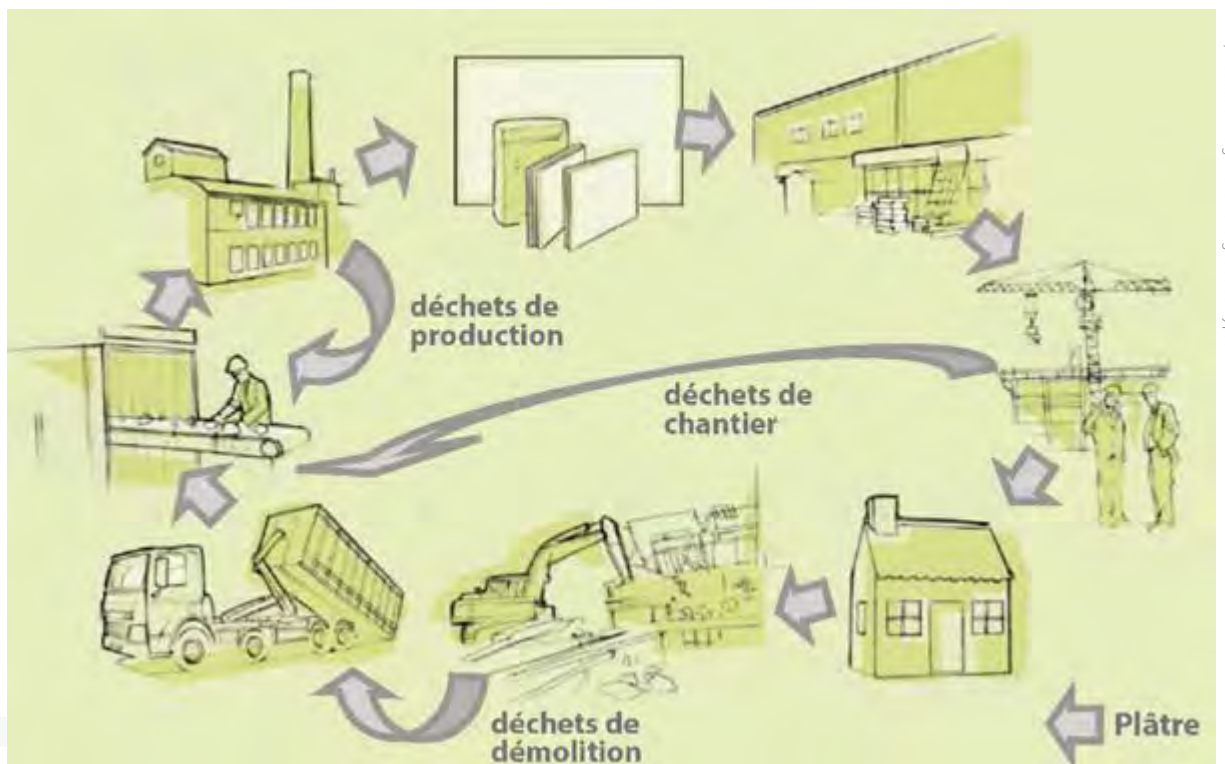 déchets de
production
déchets de
chantier
déchets de
démolition
Plâtre